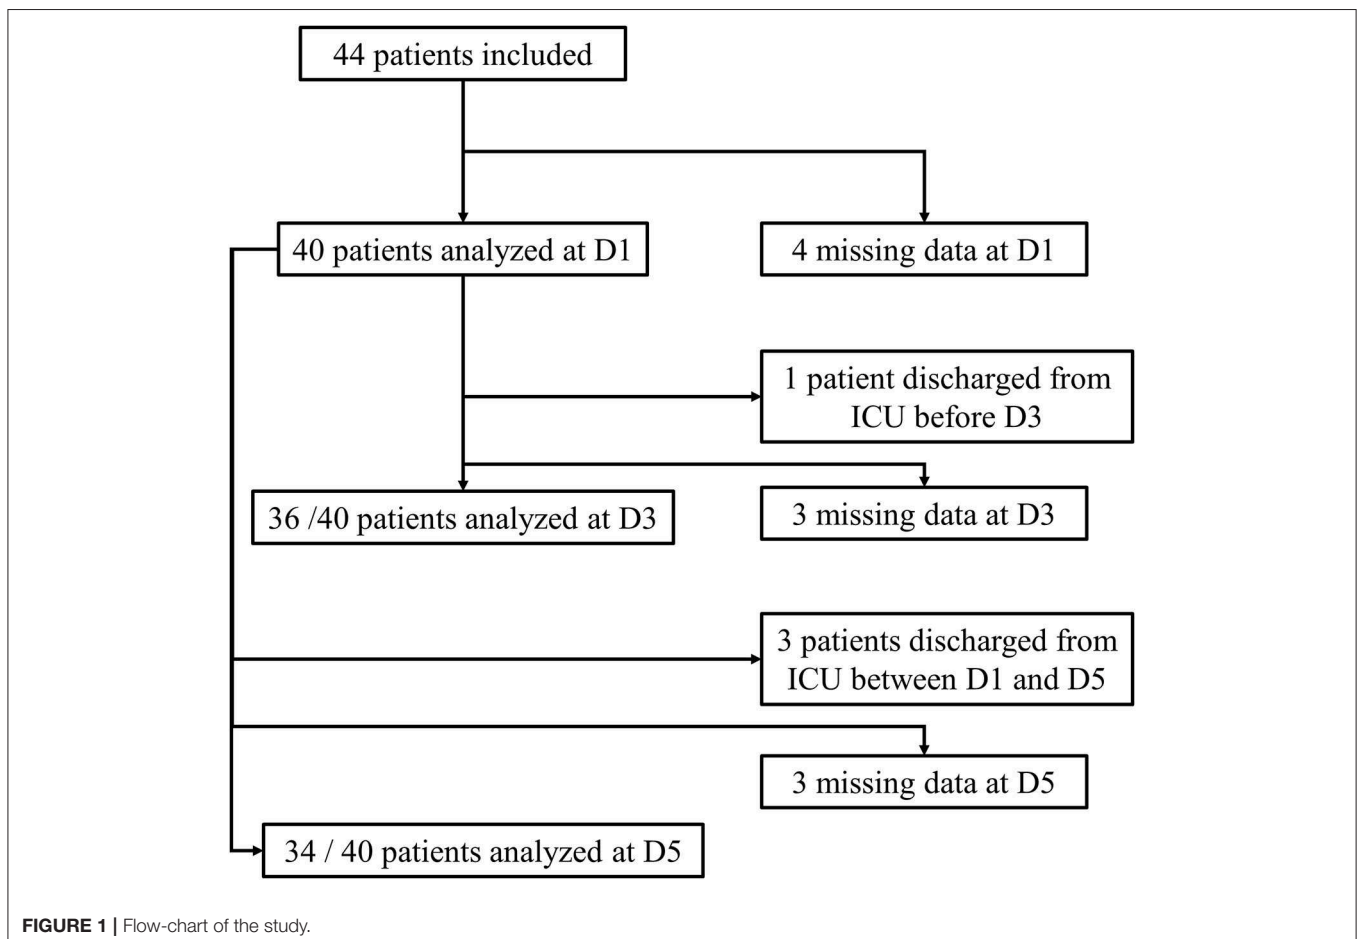 44 patients included
40 patients analyzed at D1
4 missing data at D1
1 patient discharged from
ICU before D3
36 /40 patients analyzed at D3
3 missing data at D3
3 patients discharged from
ICU between D1 and D5
3 missing data at D5
34 / 40 patients analyzed at D5
FIGURE 1 | Flow-chart of the study.